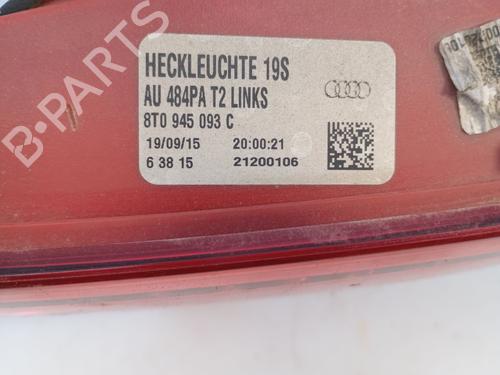 HECKLEUCHTE 19S
AU 484PA T2 LINKS
8T0 945 093 C
19/09/15 20:00:21
6 38 15 21200106
B-PARTS